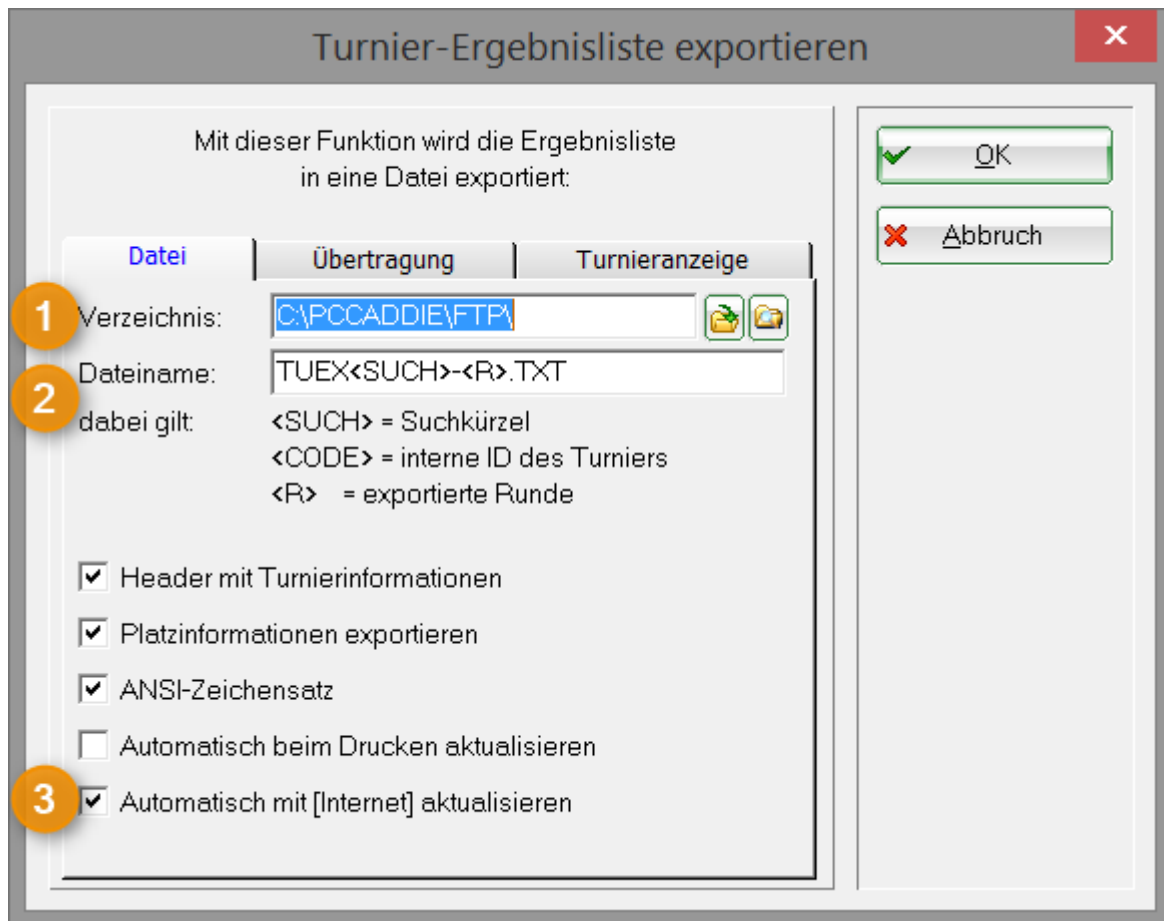 Turnier-Ergebnisliste exportieren
Mit dieser Funktion wird die Ergebnisliste
in eine Datei exportiert:
OK
Abbruch
Datei
Übertragung
Turnieranzeige
1
Verzeichnis:
C:\PCCADDIE\FTP\
2
Dateiname:
TUEX<SUCH>-<R>.TXT
dabei gilt:
<SUCH> = Suchkürzel
<CODE> = interne ID des Turniers
<R> = exportierte Runde
Header mit Turnierinformationen
Platzinformationen exportieren
ANSI-Zeichensatz
Automatisch beim Drucken aktualisieren
3
Automatisch mit [Internet] aktualisieren